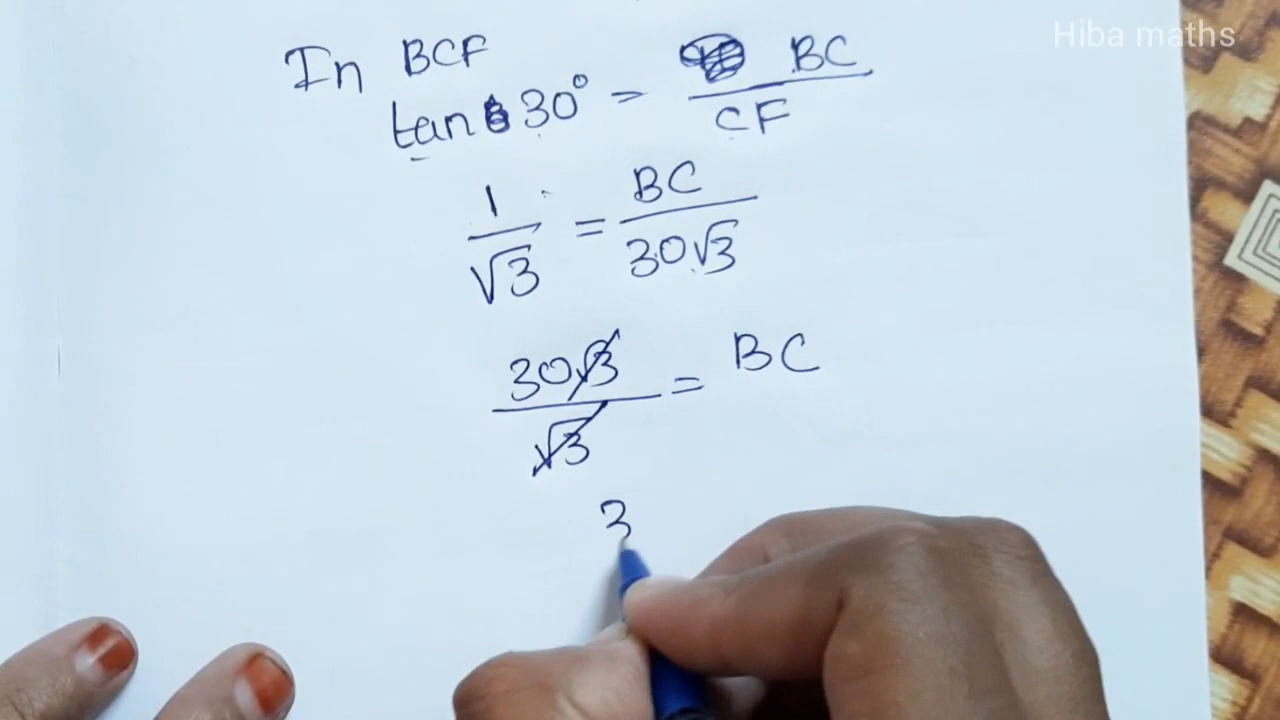 Hiba maths
In BCF
tan 30° = BC/CF
1/√3 = BC/30√3
30√3/√3 = BC
3